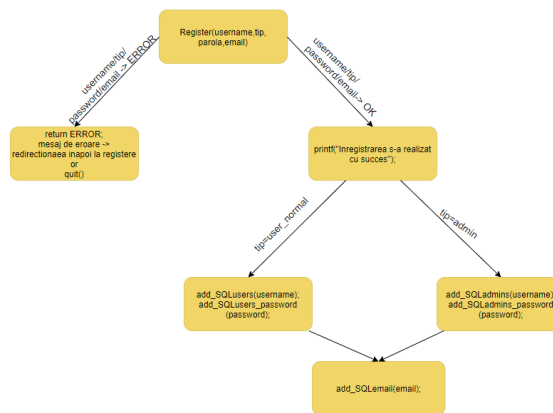 Register(username,tip,
parola,email)
username/tip/
password/email -> ERROR
username/tip/
password/email-> OK
return ERROR;
mesaj de eroare ->
redirectionaea inapoi la registere
or
quit()
printf("Inregistrarea s-a realizat
cu succes");
tip=user_normal
tip=admin
add_SQLusers(username);
add_SQLusers_password
(password);
add_SQLadmins(username)
add_SQLadmins_password
(password);
add_SQLemail(email);